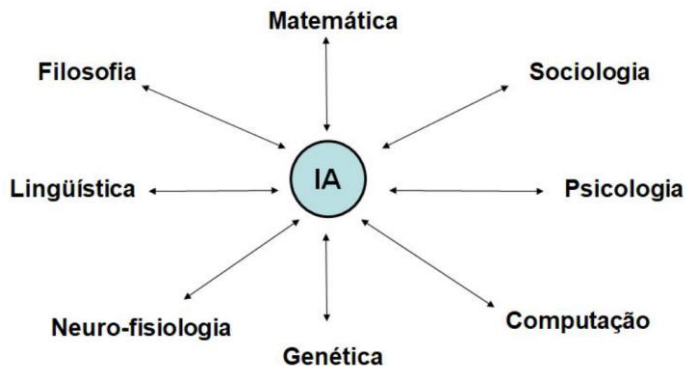 Matemática
Filosofia
Sociologia
IA
Lingüística
Psicologia
Neuro-fisiologia
Computação
Genética